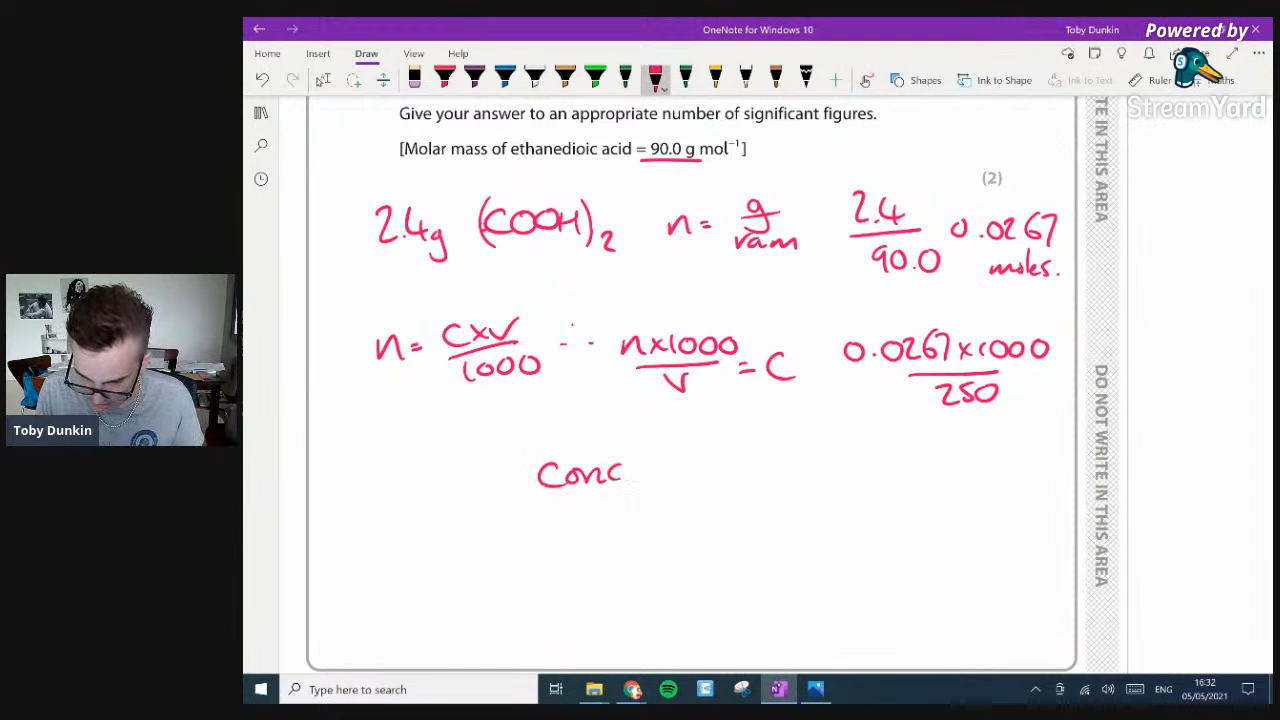 OneNote for Windows 10
Toby Dunkin
Powered by
StreamYard
Home Insert Draw View Help
Shapes Ink to Shape Ink to Text Ruler
Give your answer to an appropriate number of significant figures.
[Molar mass of ethanedioic acid = 90.0 g mol⁻¹]
(2)
2.4g (COOH)₂ n = g/ram 2.4/90.0 0.0267 moles.
n = C×V/1000 ∴ n×1000/V = C 0.0267×1000/250
Conc
DO NOT WRITE IN THIS AREA
TE IN THIS AREA
Toby Dunkin
Type here to search
ENG
16:32
05/05/2021